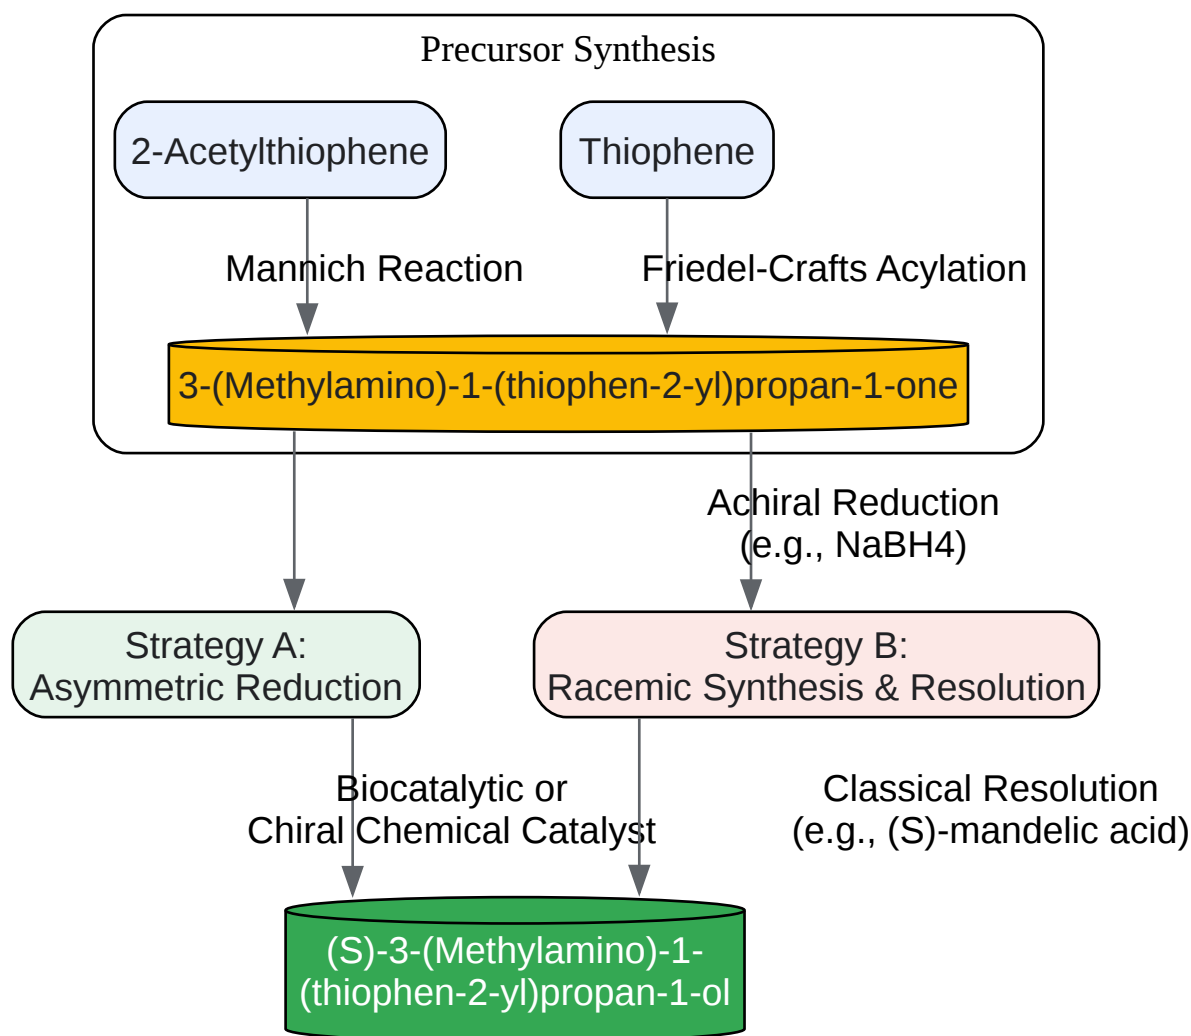 Precursor Synthesis
2-Acetylthiophene
Thiophene
Mannich Reaction
Friedel-Crafts Acylation
3-(Methylamino)-1-(thiophen-2-yl)propan-1-one
Achiral Reduction
(e.g., NaBH4)
Strategy A:
Asymmetric Reduction
Strategy B:
Racemic Synthesis & Resolution
Biocatalytic or
Chiral Chemical Catalyst
Classical Resolution
(e.g., (S)-mandelic acid)
(S)-3-(Methylamino)-1-
(thiophen-2-yl)propan-1-ol